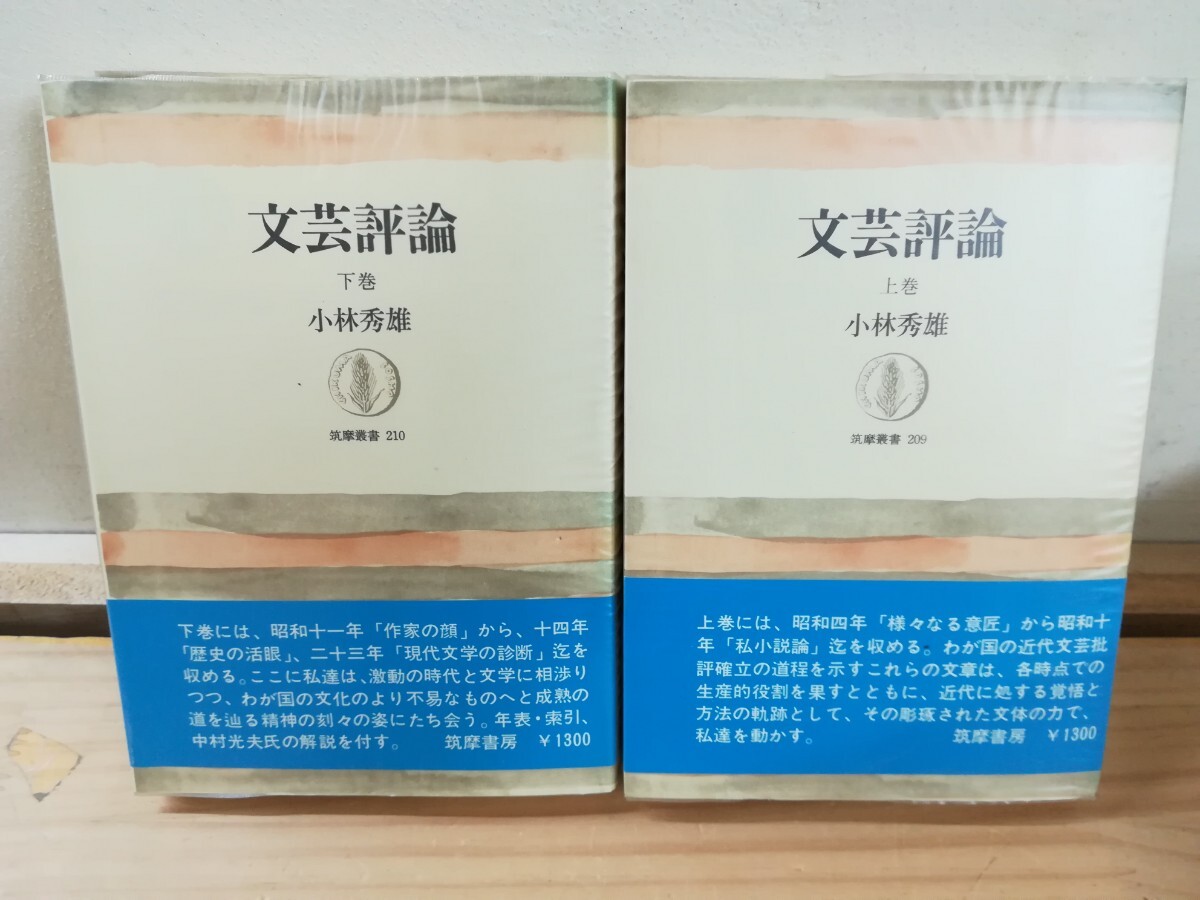 文芸評論
下巻
小林秀雄
筑摩叢書 210
下巻には、昭和十一年「作家の顔」から、十四年
「歴史の活眼」、二十三年「現代文学の診断」迄を
収める。ここに私達は、激動の時代と文学に相渉り
つつ、わが国の文化のより不易なものへと成熟の
道を辿る精神の刻々の姿にたち会う。年表・索引、
中村光夫氏の解説を付す。 筑摩書房 ￥1300
文芸評論
上巻
小林秀雄
筑摩叢書 209
上巻には、昭和四年「様々なる意匠」から昭和十
年「私小説論」迄を収める。わが国の近代文芸批
評確立の道程を示すこれらの文章は、各時点での
生産的役割を果すとともに、近代に処する覚悟と
方法の軌跡として、その彫琢された文体の力で、
私達を動かす。 筑摩書房 ￥1300